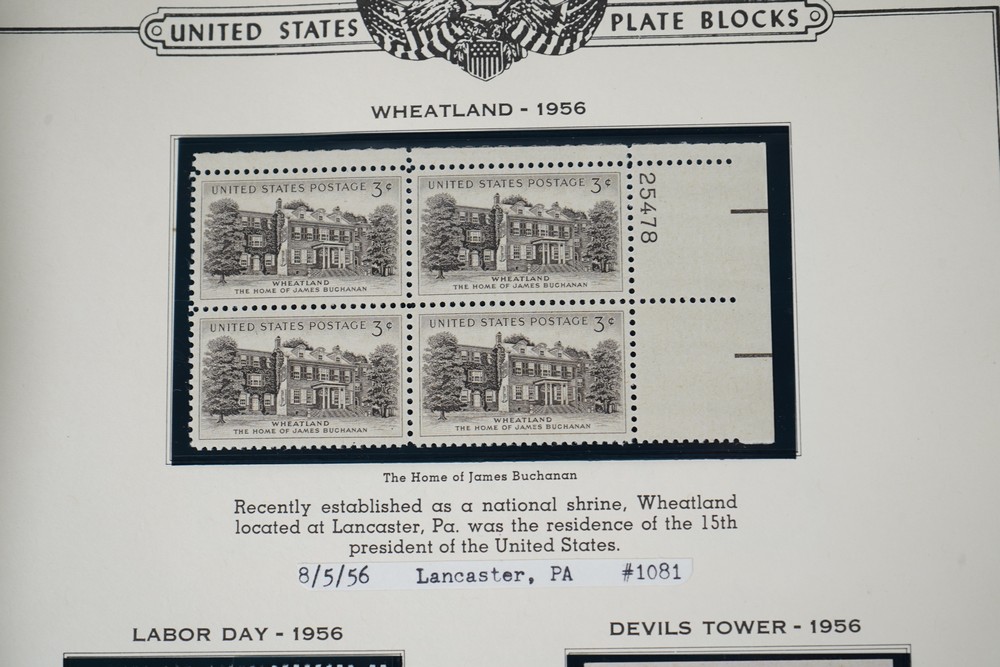 UNITED STATES PLATE BLOCKS
WHEATLAND - 1956
UNITED STATES POSTAGE 3¢
WHEATLAND
THE HOME OF JAMES BUCHANAN
UNITED STATES POSTAGE 3¢
WHEATLAND
THE HOME OF JAMES BUCHANAN
25478
UNITED STATES POSTAGE 3¢
WHEATLAND
THE HOME OF JAMES BUCHANAN
UNITED STATES POSTAGE 3¢
WHEATLAND
THE HOME OF JAMES BUCHANAN
The Home of James Buchanan
Recently established as a national shrine, Wheatland
located at Lancaster, Pa. was the residence of the 15th
president of the United States.
8/5/56 Lancaster, PA #1081
LABOR DAY - 1956
DEVILS TOWER - 1956